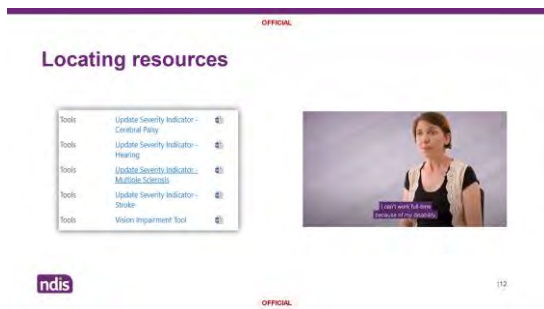 OFFICIAL
Locating resources
Tools Update Severity Indicator -
Cerebral Palsy
Tools Update Severity Indicator -
Hearing
Tools Update Severity Indicator -
Multiple Sclerosis
Tools Update Severity Indicator -
Stroke
Tools Vision Impairment Tool
I can't work full-time
because of my disability.
ndis
|12
OFFICIAL